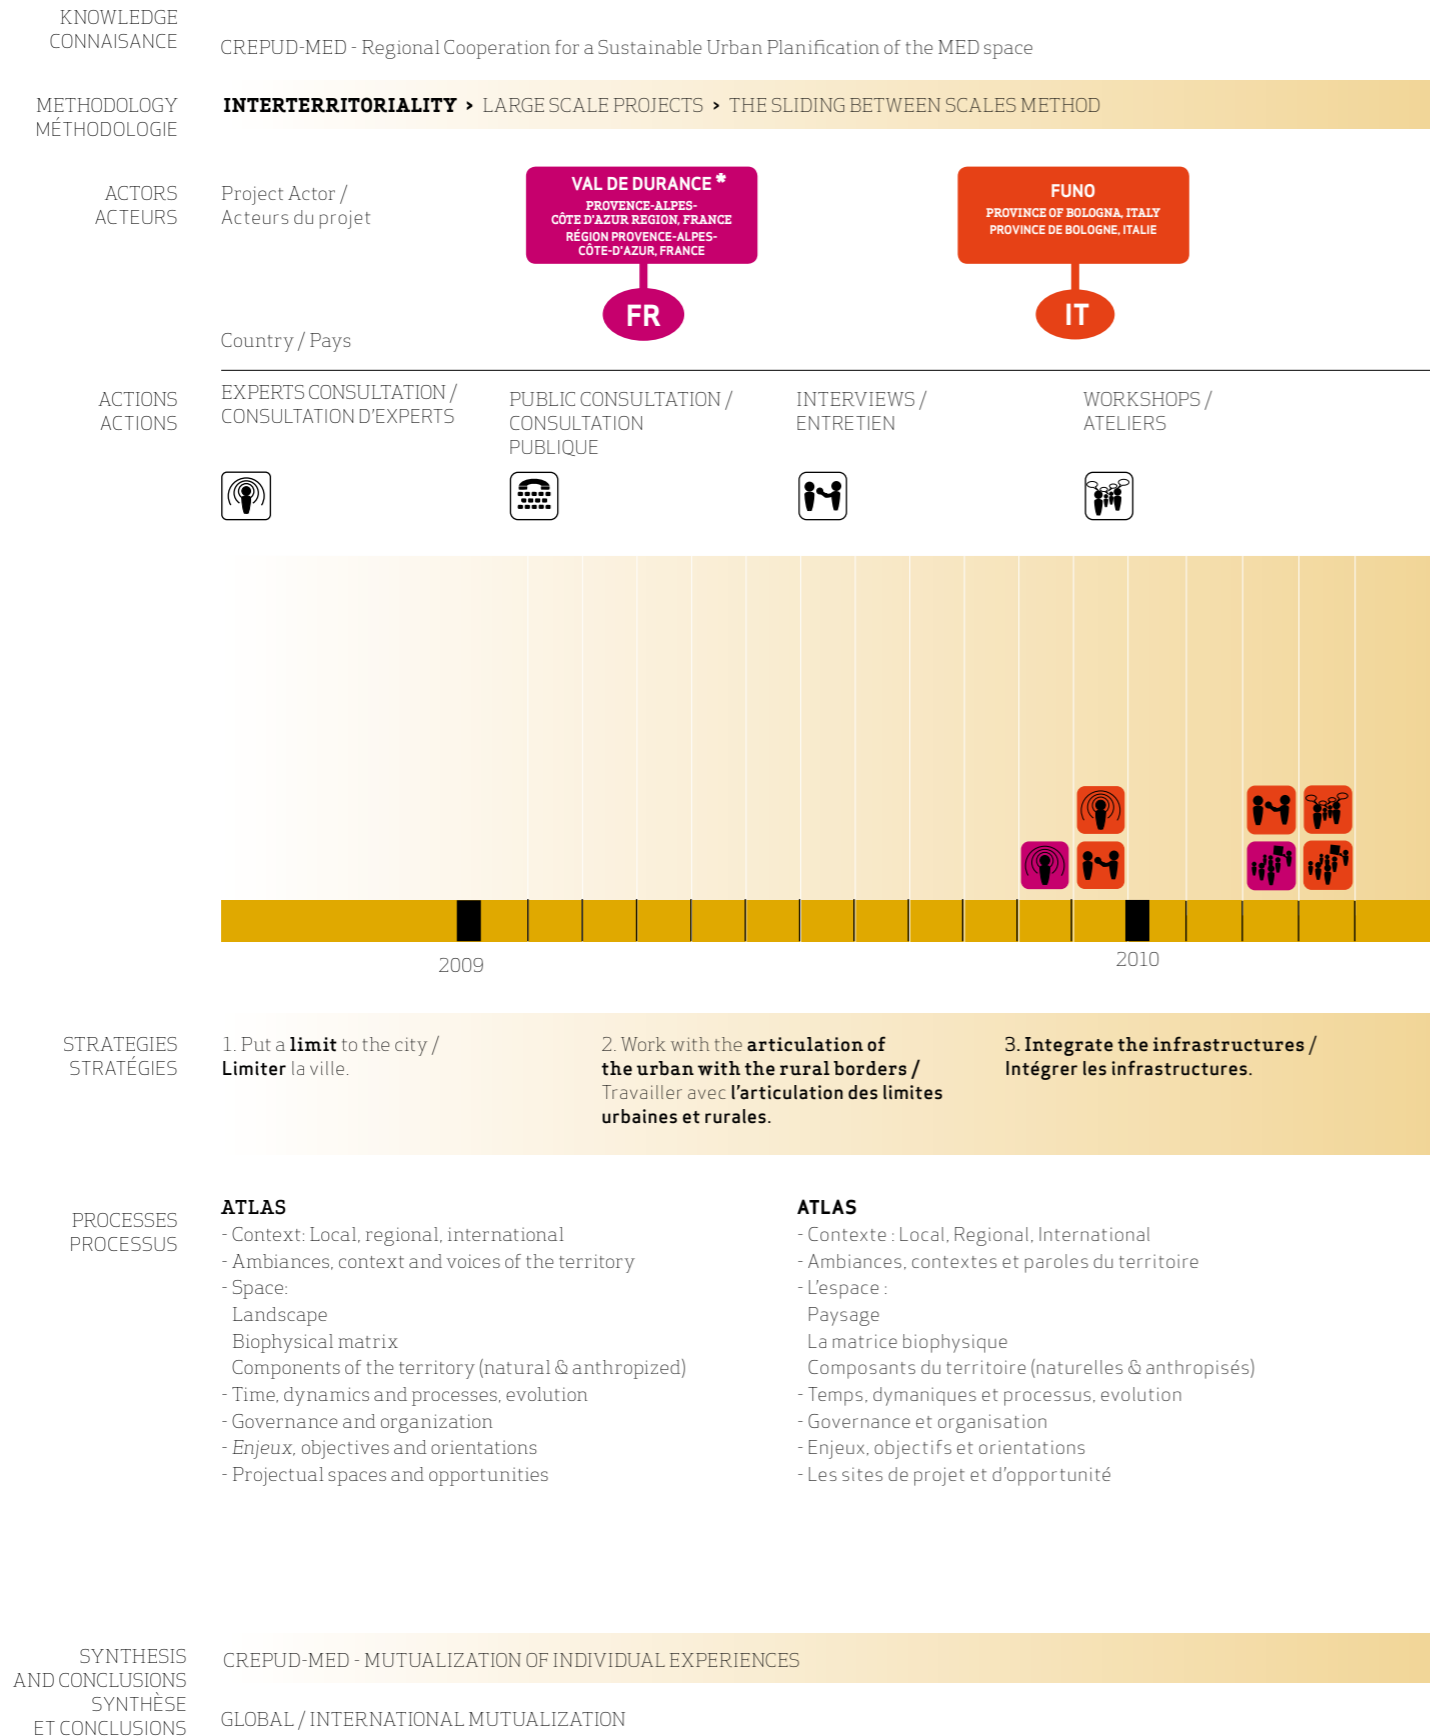 KNOWLEDGE
CONNAISANCE
CREPUD-MED - Regional Cooperation for a Sustainable Urban Planification of the MED space
METHODOLOGY
MÉTHODOLOGIE
INTERTERRITORIALITY > LARGE SCALE PROJECTS > THE SLIDING BETWEEN SCALES METHOD
ACTORS
ACTEURS
Project Actor /
Acteurs du projet
VAL DE DURANCE *
PROVENCE-ALPES-
CÔTE D'AZUR REGION, FRANCE
RÉGION PROVENCE-ALPES-
CÔTE-D'AZUR, FRANCE
FR
FUNO
PROVINCE OF BOLOGNA, ITALY
PROVINCE DE BOLOGNE, ITALIE
IT
Country / Pays
ACTIONS
ACTIONS
EXPERTS CONSULTATION /
CONSULTATION D'EXPERTS
PUBLIC CONSULTATION /
CONSULTATION
PUBLIQUE
INTERVIEWS /
ENTRETIEN
WORKSHOPS /
ATELIERS
2009
2010
STRATEGIES
STRATÉGIES
1. Put a limit to the city /
Limiter la ville.
2. Work with the articulation of
the urban with the rural borders /
Travailler avec l'articulation des limites
urbaines et rurales.
3. Integrate the infrastructures /
Intégrer les infrastructures.
PROCESSES
PROCESSUS
ATLAS
- Context: Local, regional, international
- Ambiances, context and voices of the territory
- Space:
Landscape
Biophysical matrix
Components of the territory (natural & anthropized)
- Time, dynamics and processes, evolution
- Governance and organization
- Enjeux, objectives and orientations
- Projectual spaces and opportunities
ATLAS
- Contexte : Local, Regional, International
- Ambiances, contextes et paroles du territoire
- L'espace :
Paysage
La matrice biophysique
Composants du territoire (naturelles & anthropisés)
- Temps, dymaniques et processus, evolution
- Governance et organisation
- Enjeux, objectifs et orientations
- Les sites de projet et d'opportunité
SYNTHESIS
AND CONCLUSIONS
SYNTHÈSE
ET CONCLUSIONS
CREPUD-MED - MUTUALIZATION OF INDIVIDUAL EXPERIENCES
GLOBAL / INTERNATIONAL MUTUALIZATION